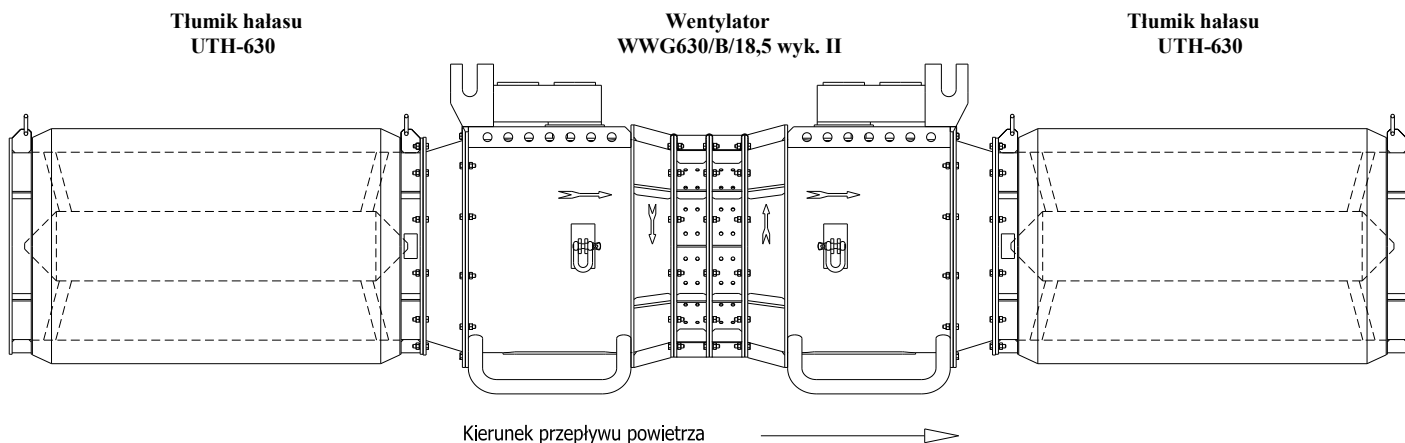 Tłumik hałasu
UTH-630
Wentylator
WWG630/B/18,5 wyk. II
Tłumik hałasu
UTH-630
Kierunek przepływu powietrza